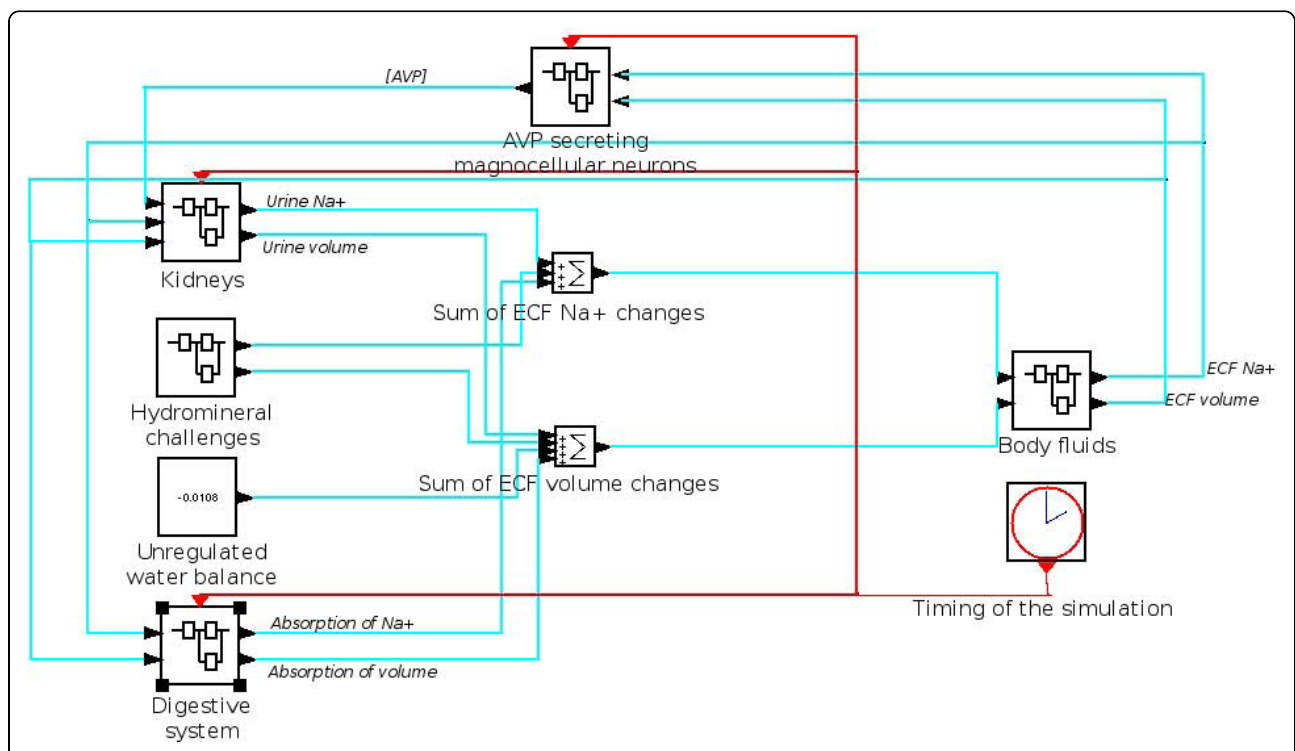 [AVP]
AVP secreting
magnocellular neurons
Urine Na+
Urine volume
Kidneys
+
+
+
Σ
Sum of ECF Na+ changes
Hydromineral
challenges
ECF Na+
ECF volume
Body fluids
+
+
+
+
Σ
Sum of ECF volume changes
-0.0108
Unregulated
water balance
Timing of the simulation
Absorption of Na+
Absorption of volume
Digestive
system